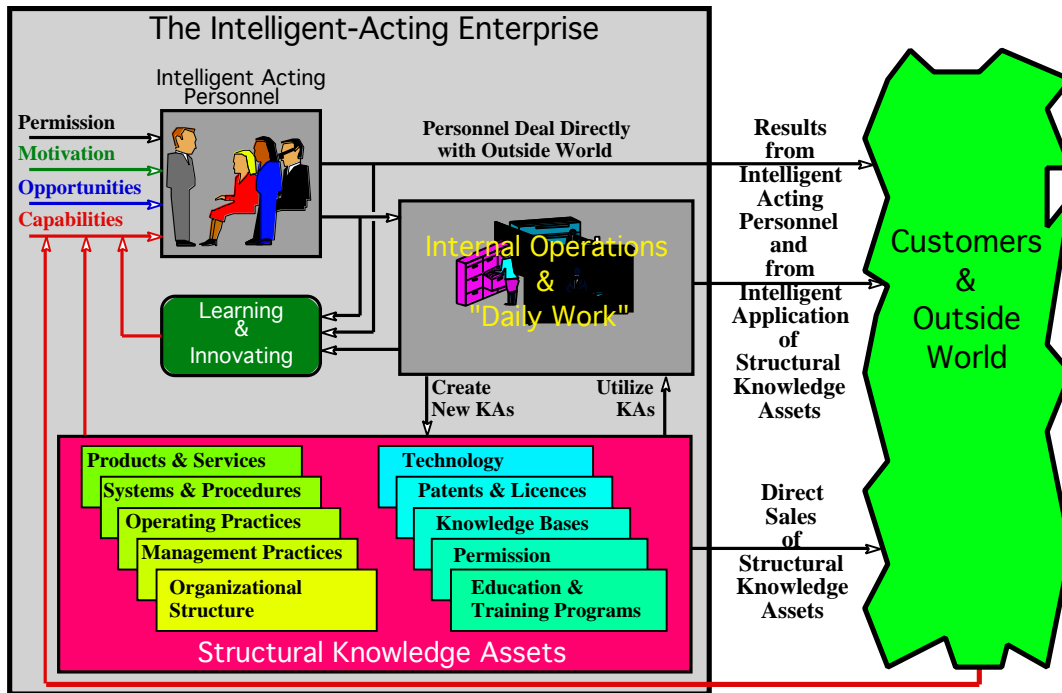 The Intelligent-Acting Enterprise
Intelligent Acting
Personnel
Permission
Motivation
Opportunities
Capabilities
Personnel Deal Directly
with Outside World
Internal Operations
&
"Daily Work"
Learning
&
Innovating
Create
New KAs
Utilize
KAs
Products & Services
Systems & Procedures
Operating Practices
Management Practices
Organizational
Structure
Technology
Patents & Licences
Knowledge Bases
Permission
Education &
Training Programs
Structural Knowledge Assets
Results
from
Intelligent
Acting
Personnel
and
from
Intelligent
Application
of
Structural
Knowledge
Assets
Direct
Sales
of
Structural
Knowledge
Assets
Customers
&
Outside
World